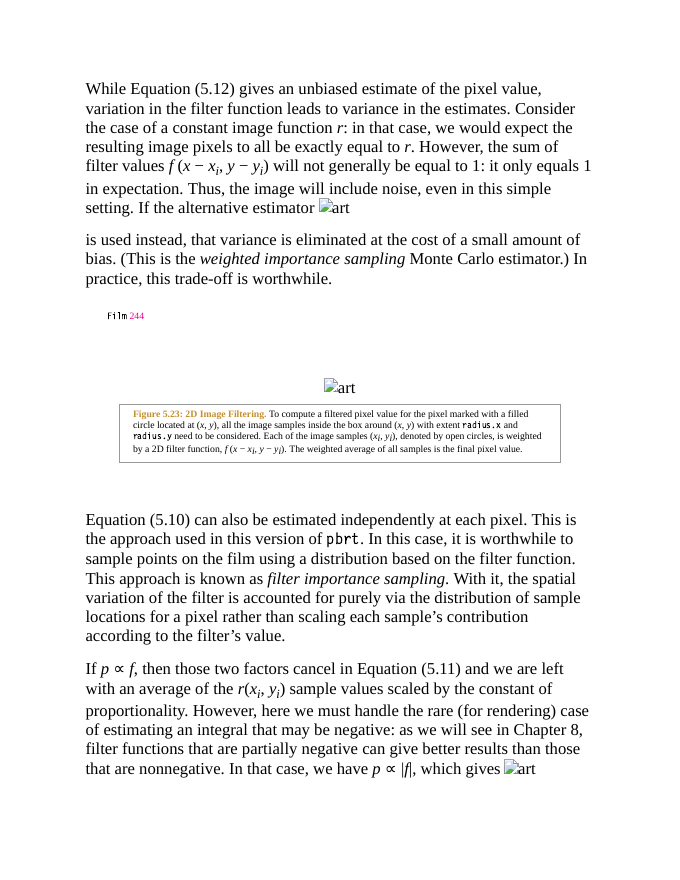 While Equation (5.12) gives an unbiased estimate of the pixel value,
variation in the filter function leads to variance in the estimates. Consider
the case of a constant image function r: in that case, we would expect the
resulting image pixels to all be exactly equal to r. However, the sum of
filter values f (x − xi, y − yi) will not generally be equal to 1: it only equals 1
in expectation. Thus, the image will include noise, even in this simple
setting. If the alternative estimator art
is used instead, that variance is eliminated at the cost of a small amount of
bias. (This is the weighted importance sampling Monte Carlo estimator.) In
practice, this trade-off is worthwhile.
Film 244
art
Figure 5.23: 2D Image Filtering. To compute a filtered pixel value for the pixel marked with a filled
circle located at (x, y), all the image samples inside the box around (x, y) with extent radius.x and
radius.y need to be considered. Each of the image samples (xi, yi), denoted by open circles, is weighted
by a 2D filter function, f (x − xi, y − yi). The weighted average of all samples is the final pixel value.
Equation (5.10) can also be estimated independently at each pixel. This is
the approach used in this version of pbrt. In this case, it is worthwhile to
sample points on the film using a distribution based on the filter function.
This approach is known as filter importance sampling. With it, the spatial
variation of the filter is accounted for purely via the distribution of sample
locations for a pixel rather than scaling each sample’s contribution
according to the filter’s value.
If p ∝ f, then those two factors cancel in Equation (5.11) and we are left
with an average of the r(xi, yi) sample values scaled by the constant of
proportionality. However, here we must handle the rare (for rendering) case
of estimating an integral that may be negative: as we will see in Chapter 8,
filter functions that are partially negative can give better results than those
that are nonnegative. In that case, we have p ∝ |f|, which gives art